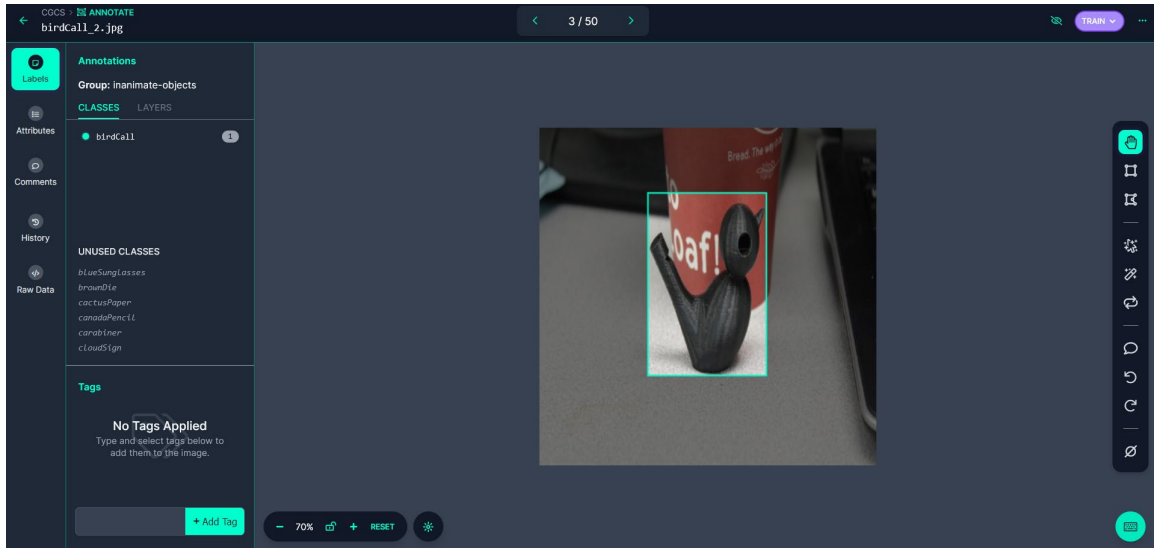 CGCS > ANNOTATE
birdCall_2.jpg
3 / 50
TRAIN
Labels
Attributes
Comments
History
Raw Data
Annotations
Group: inanimate-objects
CLASSES LAYERS
birdCall 1
UNUSED CLASSES
blueSunglasses
brownDie
cactusPaper
canadaPencil
carabiner
cloudSign
Tags
No Tags Applied
Type and select tags below to
add them to the image.
+ Add Tag
Bread. The way
oaf!
70%
RESET